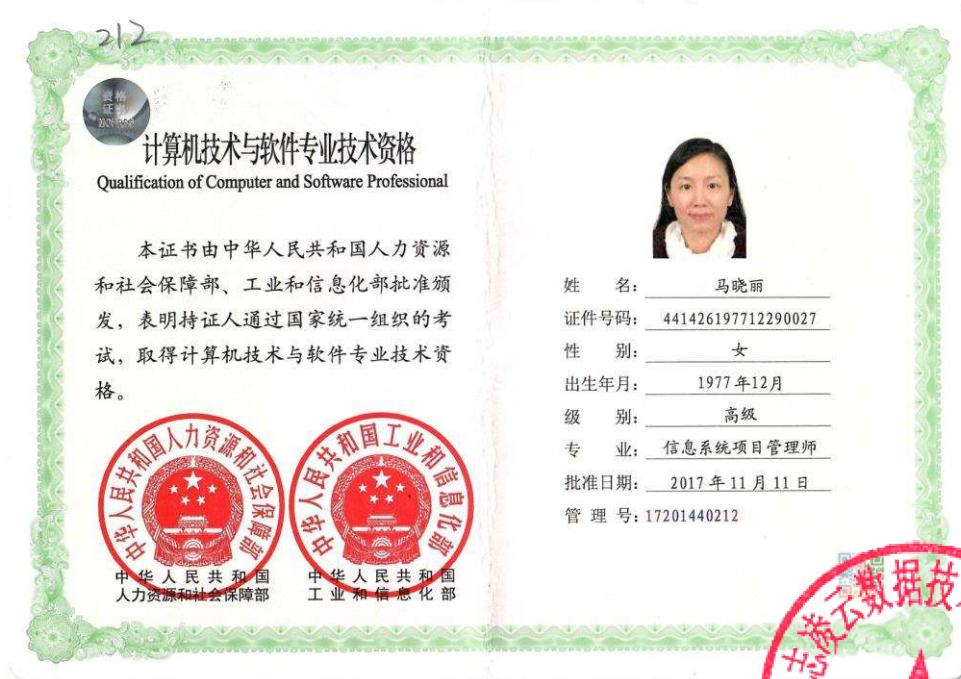 212
资格
证书
计算机技术与软件专业技术资格
Qualification of Computer and Software Professional
本证书由中华人民共和国人力资源
和社会保障部、工业和信息化部批准颁
发，表明持证人通过国家统一组织的考
试，取得计算机技术与软件专业技术资
格。
中华人民共和国人力资源和社会保障部
中华人民共和国工业和信息化部
中华人民共和国
人力资源和社会保障部
中华人民共和国
工业和信息化部
姓 名： 马晓丽
证件号码： 441426197712290027
性 别： 女
出生年月： 1977年12月
级 别： 高级
专 业： 信息系统项目管理师
批准日期： 2017年11月11日
管 理 号：17201440212
凌云数据技